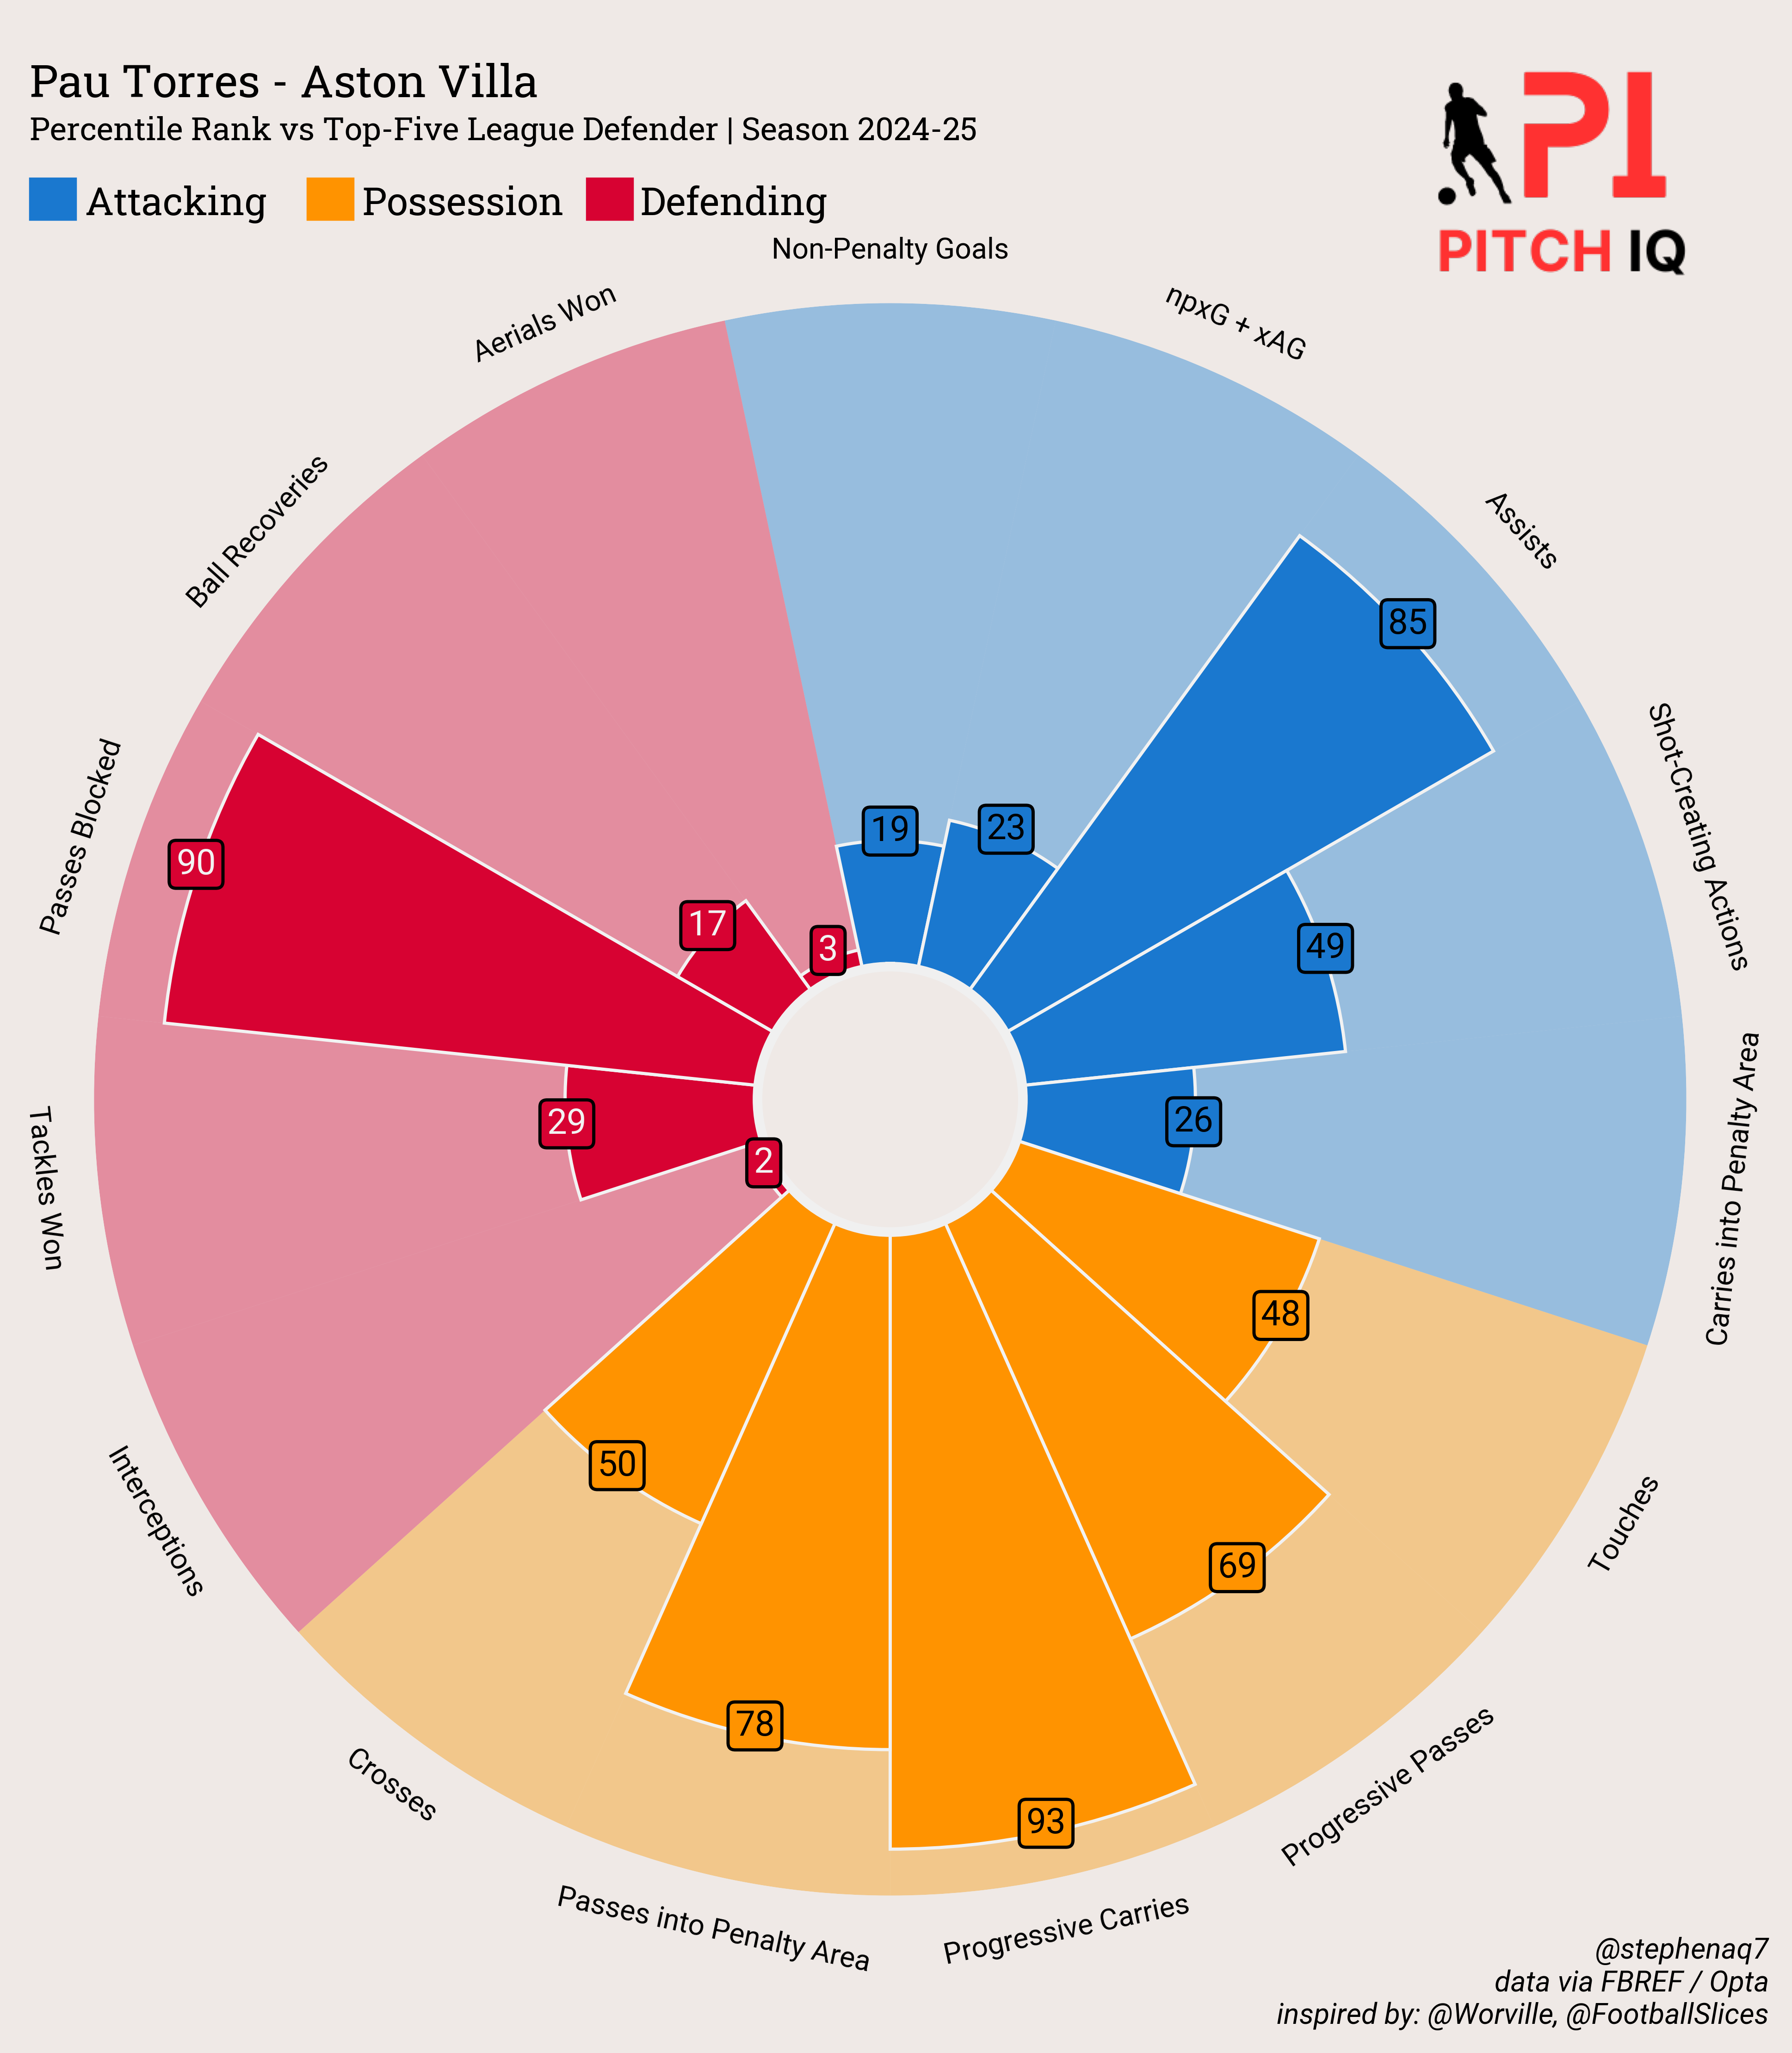 Pau Torres - Aston Villa
Percentile Rank vs Top-Five League Defender | Season 2024-25
Attacking Possession Defending
PI
PITCH IQ
Non-Penalty Goals
npxG + xAG
Assists
Shot-Creating Actions
Carries into Penalty Area
Touches
Progressive Passes
Progressive Carries
Passes into Penalty Area
Crosses
Interceptions
Tackles Won
Passes Blocked
Ball Recoveries
Aerials Won
19
23
85
49
26
48
69
93
78
50
2
29
90
17
3
@stephenaq7
data via FBREF / Opta
inspired by: @Worville, @FootballSlices